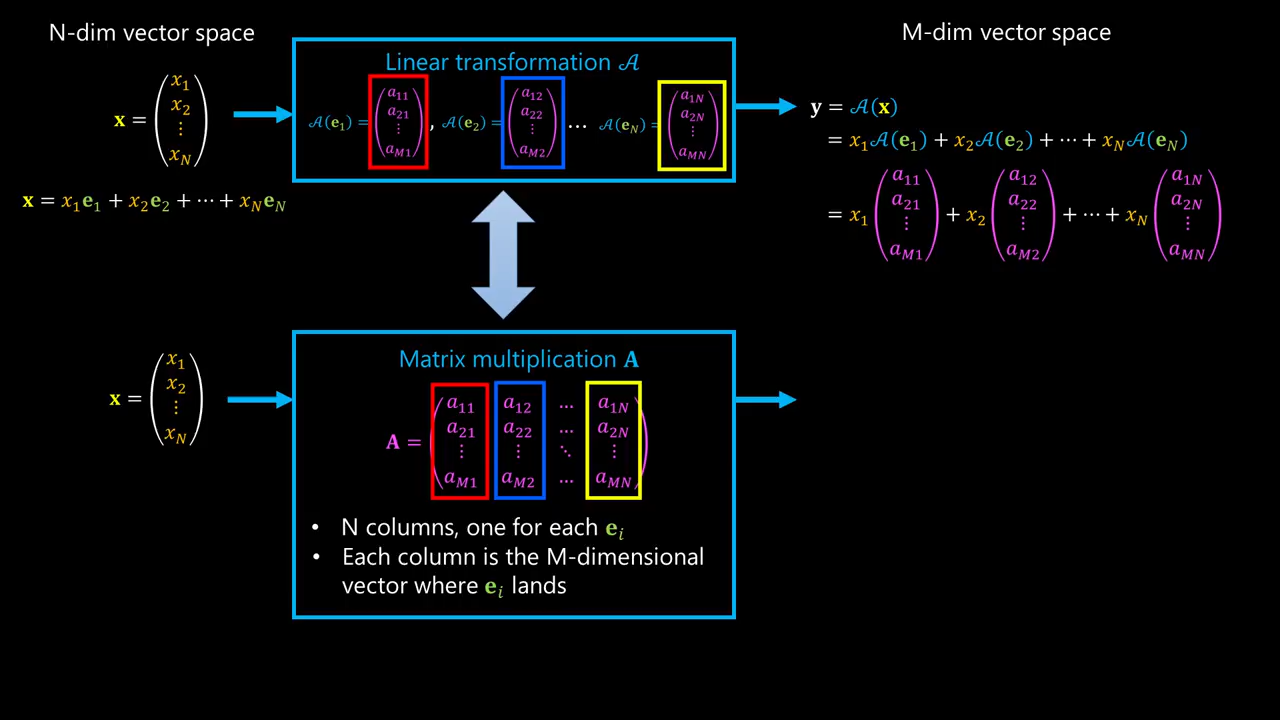 N-dim vector space
x = (x₁ x₂ ⋮ x_N)
x = x₁e₁ + x₂e₂ + ⋯ + x_Ne_N
Linear transformation 𝒜
𝒜(e₁) = (a₁₁ a₂₁ ⋮ a_M1) , 𝒜(e₂) = (a₁₂ a₂₂ ⋮ a_M2) … 𝒜(e_N) = (a_1N a_2N ⋮ a_MN)
M-dim vector space
y = 𝒜(x)
= x₁𝒜(e₁) + x₂𝒜(e₂) + ⋯ + x_N𝒜(e_N)
= x₁ (a₁₁ a₂₁ ⋮ a_M1) + x₂ (a₁₂ a₂₂ ⋮ a_M2) + ⋯ + x_N (a_1N a_2N ⋮ a_MN)
x = (x₁ x₂ ⋮ x_N)
Matrix multiplication A
a₁₁ a₁₂ … a_1N
a₂₁ a₂₂ … a_2N
A = ⋮ ⋮ ⋱ ⋮
a_M1 a_M2 … a_MN
• N columns, one for each e_i
• Each column is the M-dimensional
vector where e_i lands